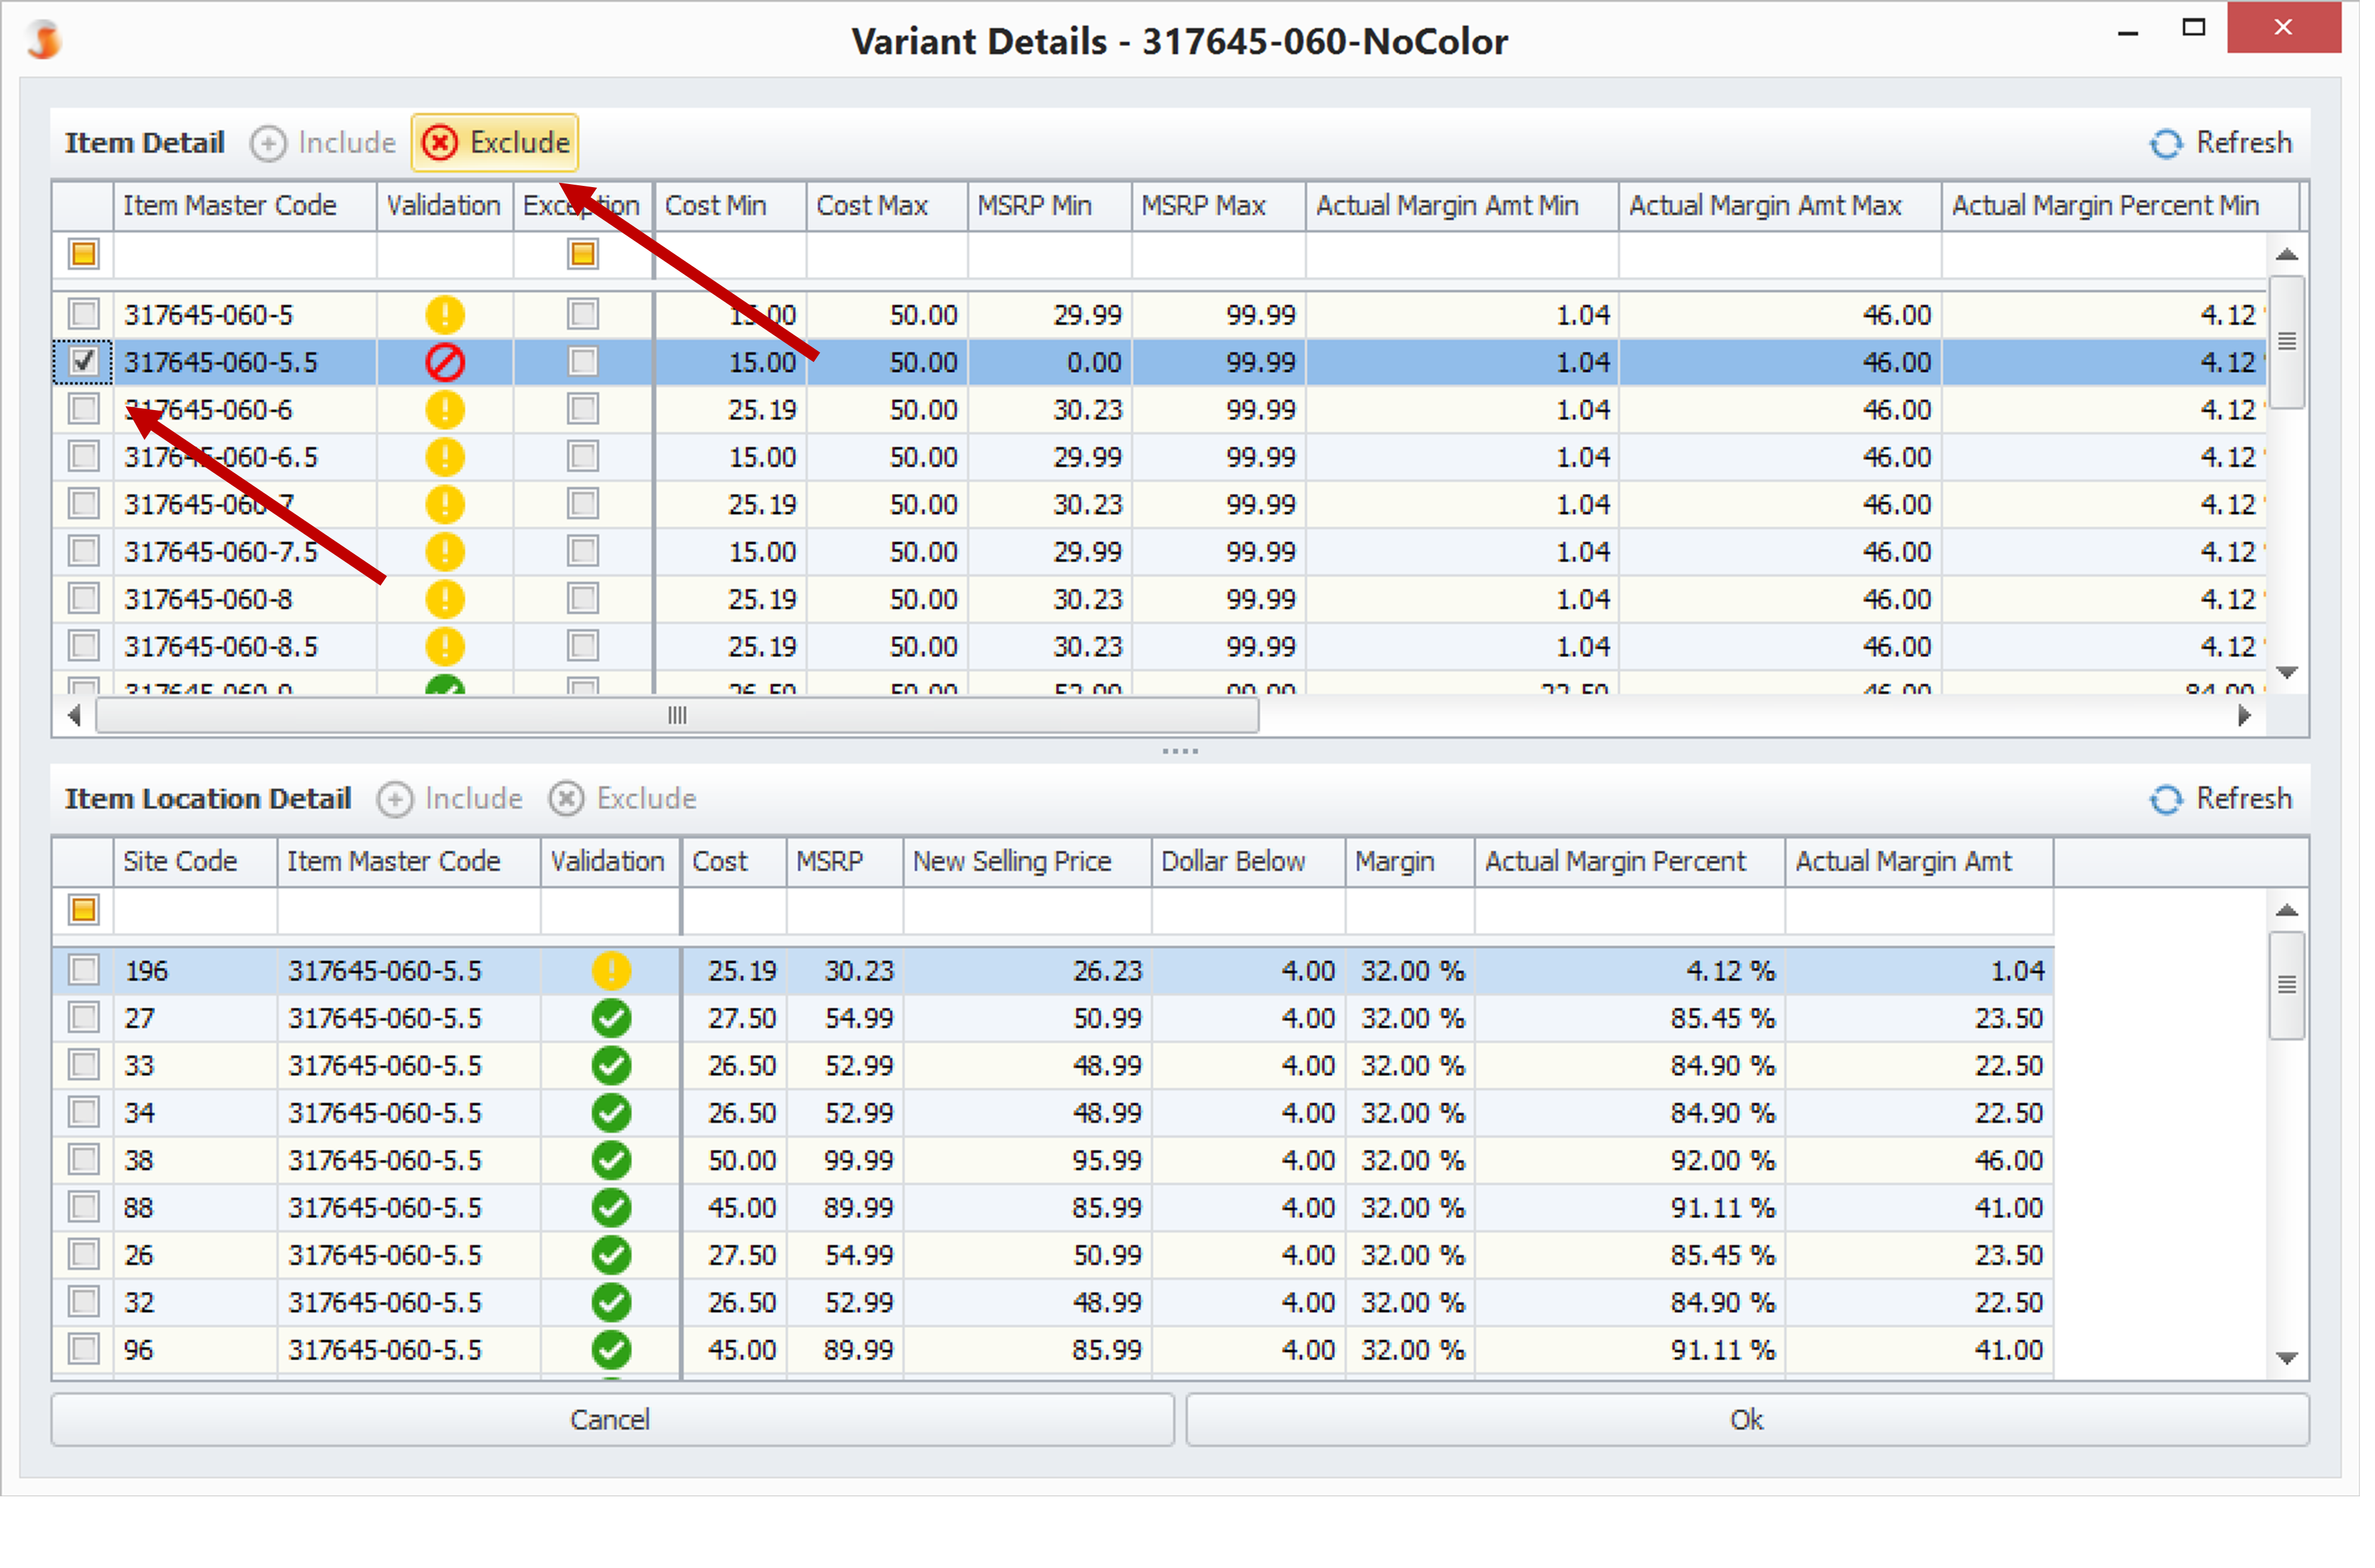 Variant Details - 317645-060-NoColor
Item Detail Include Exclude Refresh
Item Master Code Validation Exception Cost Min Cost Max MSRP Min MSRP Max Actual Margin Amt Min Actual Margin Amt Max Actual Margin Percent Min
317645-060-5 15.00 50.00 29.99 99.99 1.04 46.00 4.12
317645-060-5.5 15.00 50.00 0.00 99.99 1.04 46.00 4.12
317645-060-6 25.19 50.00 30.23 99.99 1.04 46.00 4.12
317645-060-6.5 15.00 50.00 29.99 99.99 1.04 46.00 4.12
317645-060-7 25.19 50.00 30.23 99.99 1.04 46.00 4.12
317645-060-7.5 15.00 50.00 29.99 99.99 1.04 46.00 4.12
317645-060-8 25.19 50.00 30.23 99.99 1.04 46.00 4.12
317645-060-8.5 25.19 50.00 30.23 99.99 1.04 46.00 4.12
Item Location Detail Include Exclude Refresh
Site Code Item Master Code Validation Cost MSRP New Selling Price Dollar Below Margin Actual Margin Percent Actual Margin Amt
196 317645-060-5.5 25.19 30.23 26.23 4.00 32.00 % 4.12 % 1.04
27 317645-060-5.5 27.50 54.99 50.99 4.00 32.00 % 85.45 % 23.50
33 317645-060-5.5 26.50 52.99 48.99 4.00 32.00 % 84.90 % 22.50
34 317645-060-5.5 26.50 52.99 48.99 4.00 32.00 % 84.90 % 22.50
38 317645-060-5.5 50.00 99.99 95.99 4.00 32.00 % 92.00 % 46.00
88 317645-060-5.5 45.00 89.99 85.99 4.00 32.00 % 91.11 % 41.00
26 317645-060-5.5 27.50 54.99 50.99 4.00 32.00 % 85.45 % 23.50
32 317645-060-5.5 26.50 52.99 48.99 4.00 32.00 % 84.90 % 22.50
96 317645-060-5.5 45.00 89.99 85.99 4.00 32.00 % 91.11 % 41.00
Cancel Ok